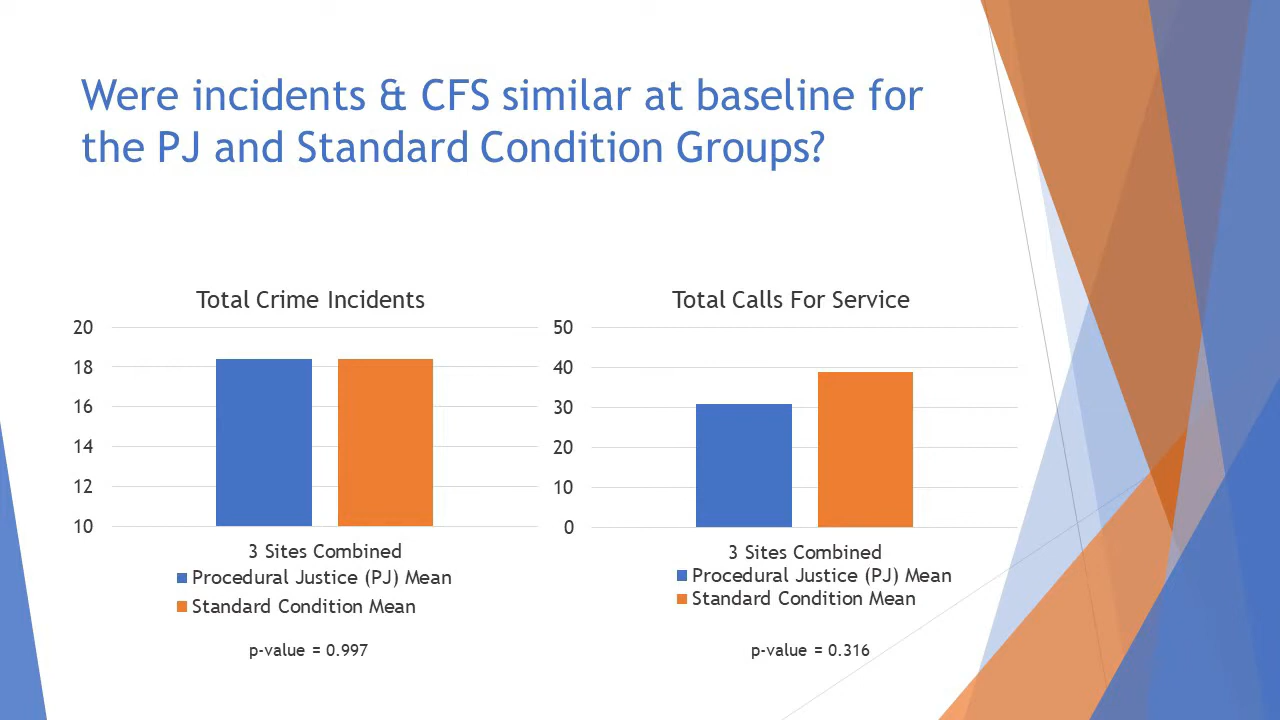 Were incidents & CFS similar at baseline for
the PJ and Standard Condition Groups?
Total Crime Incidents
20
18
16
14
12
10
3 Sites Combined
Procedural Justice (PJ) Mean
Standard Condition Mean
p-value = 0.997
Total Calls For Service
50
40
30
20
10
0
3 Sites Combined
Procedural Justice (PJ) Mean
Standard Condition Mean
p-value = 0.316